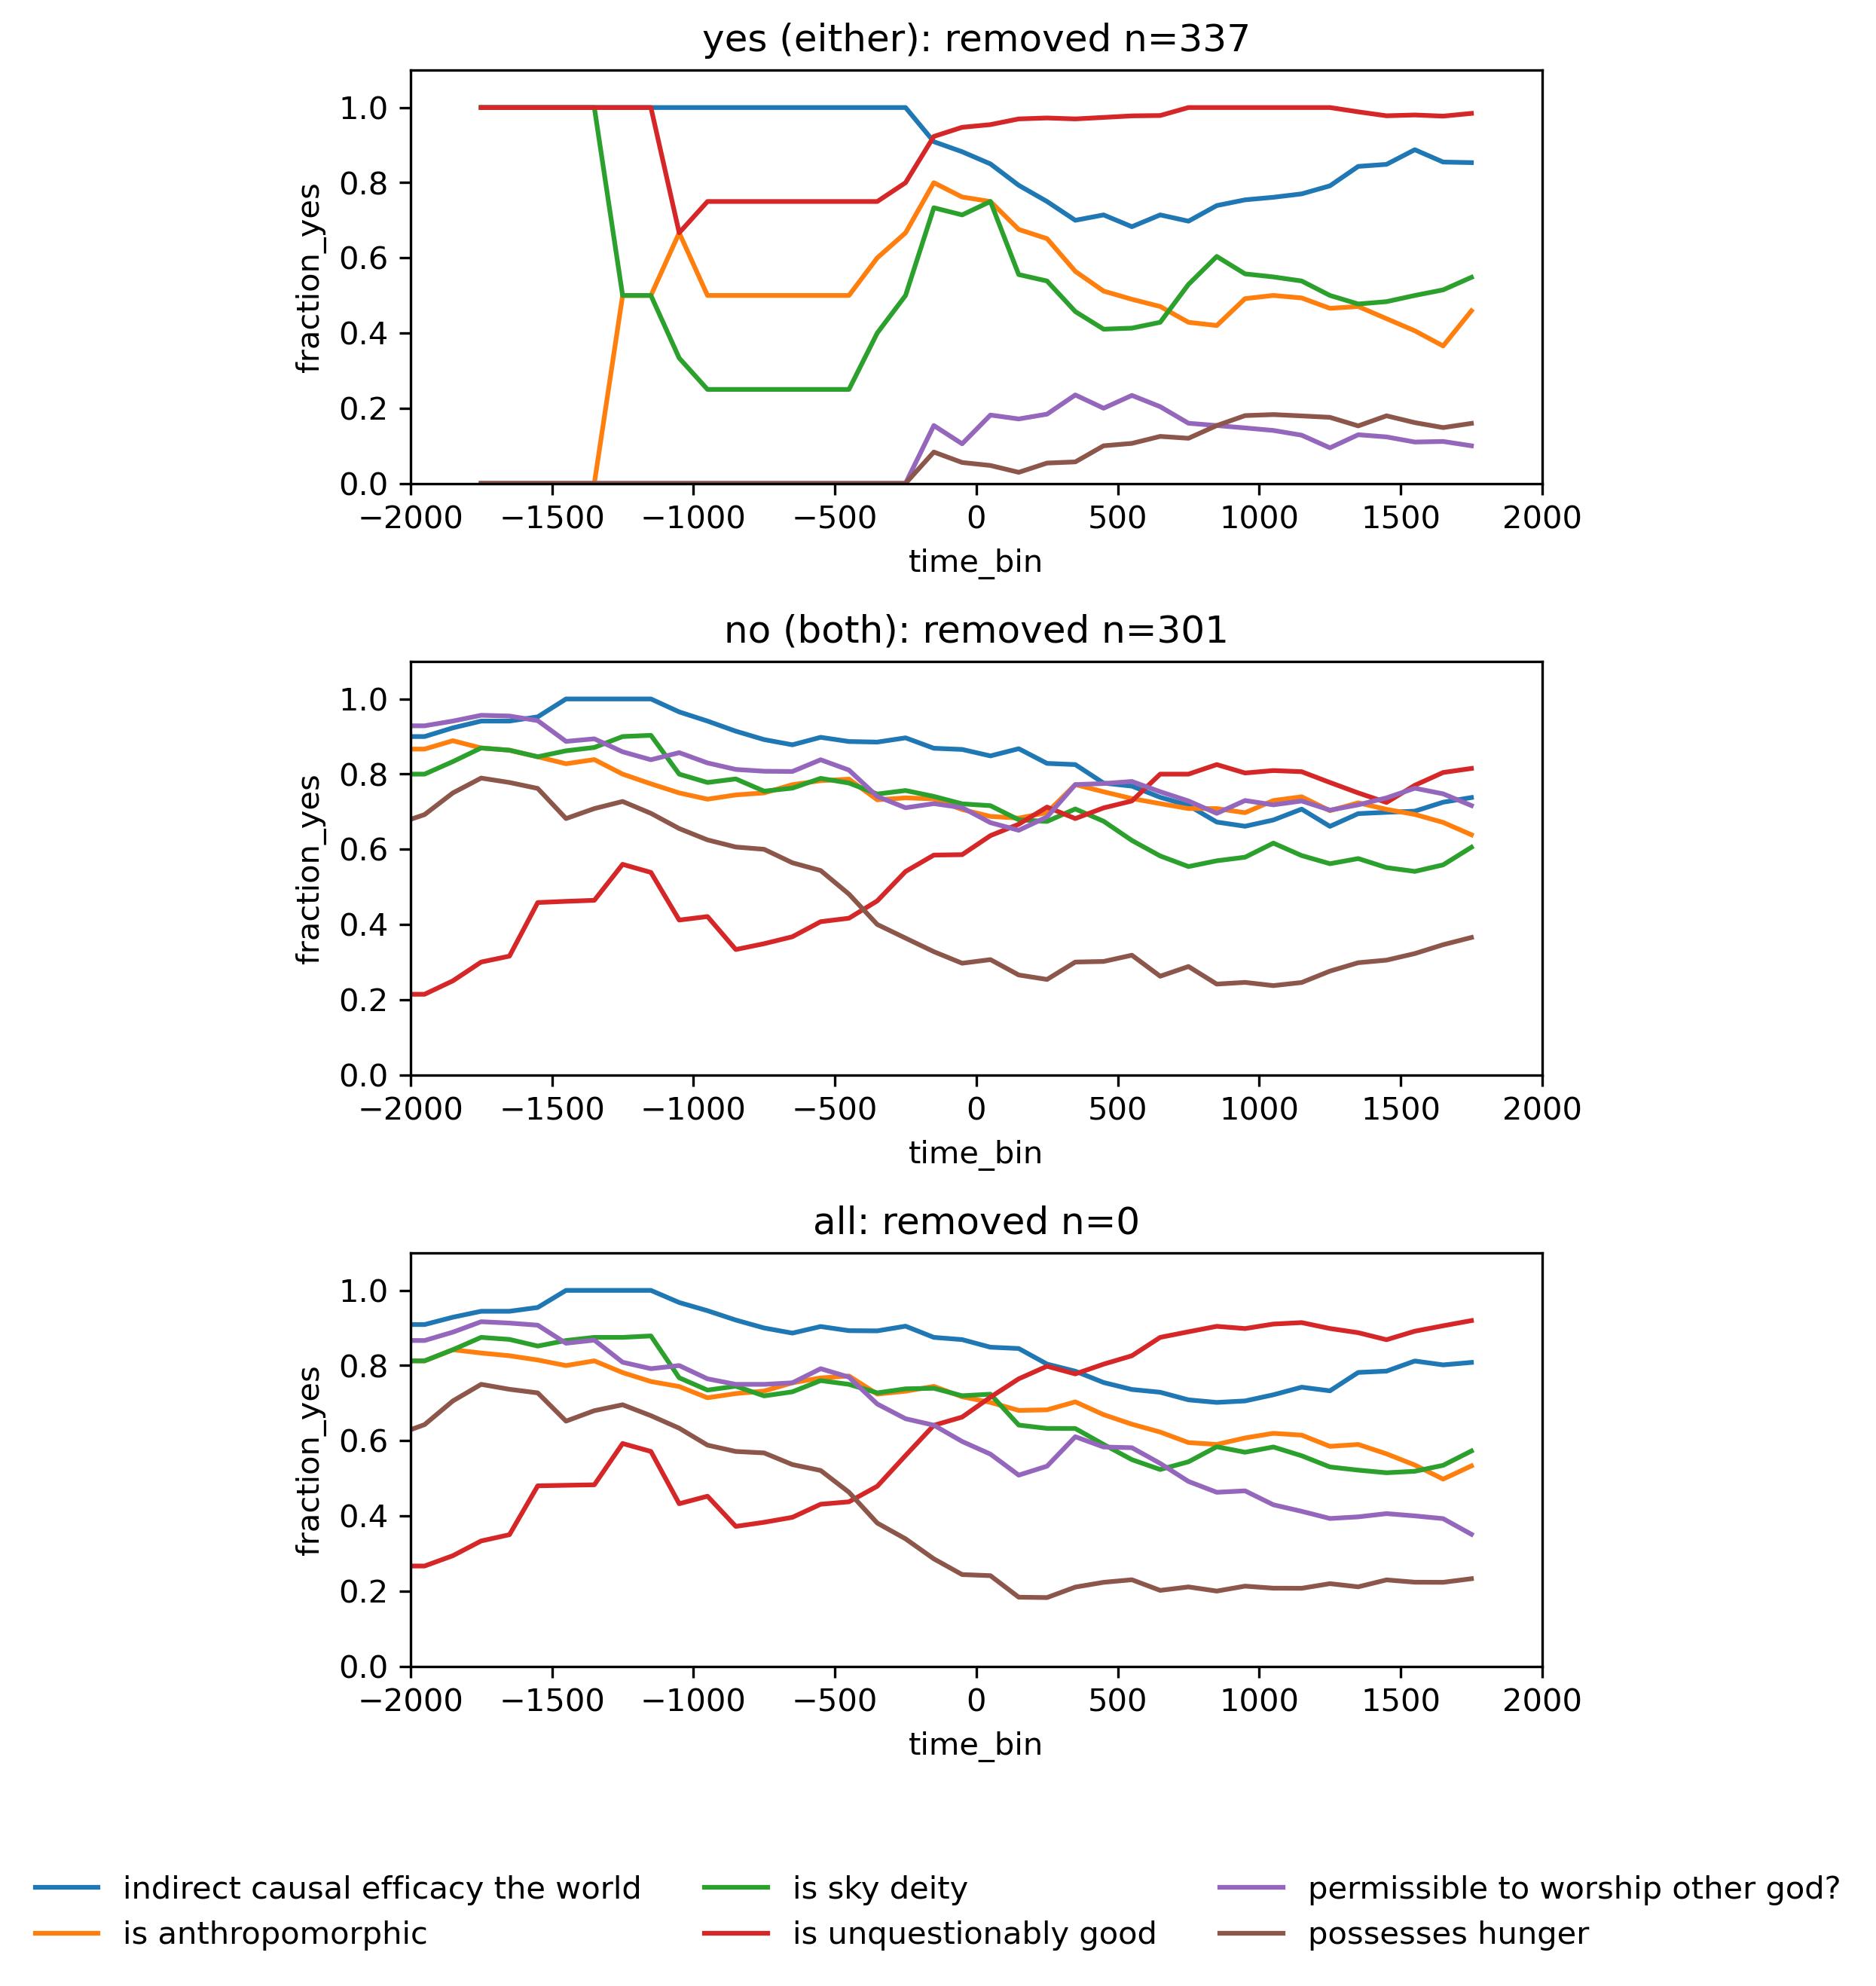 yes (either): removed n=337
1.0
0.8
0.6
0.4
0.2
0.0
fraction_yes
−2000 −1500 −1000 −500 0 500 1000 1500 2000
time_bin
no (both): removed n=301
1.0
0.8
0.6
0.4
0.2
0.0
fraction_yes
−2000 −1500 −1000 −500 0 500 1000 1500 2000
time_bin
all: removed n=0
1.0
0.8
0.6
0.4
0.2
0.0
fraction_yes
−2000 −1500 −1000 −500 0 500 1000 1500 2000
time_bin
indirect causal efficacy the world is sky deity permissible to worship other god?
is anthropomorphic is unquestionably good possesses hunger